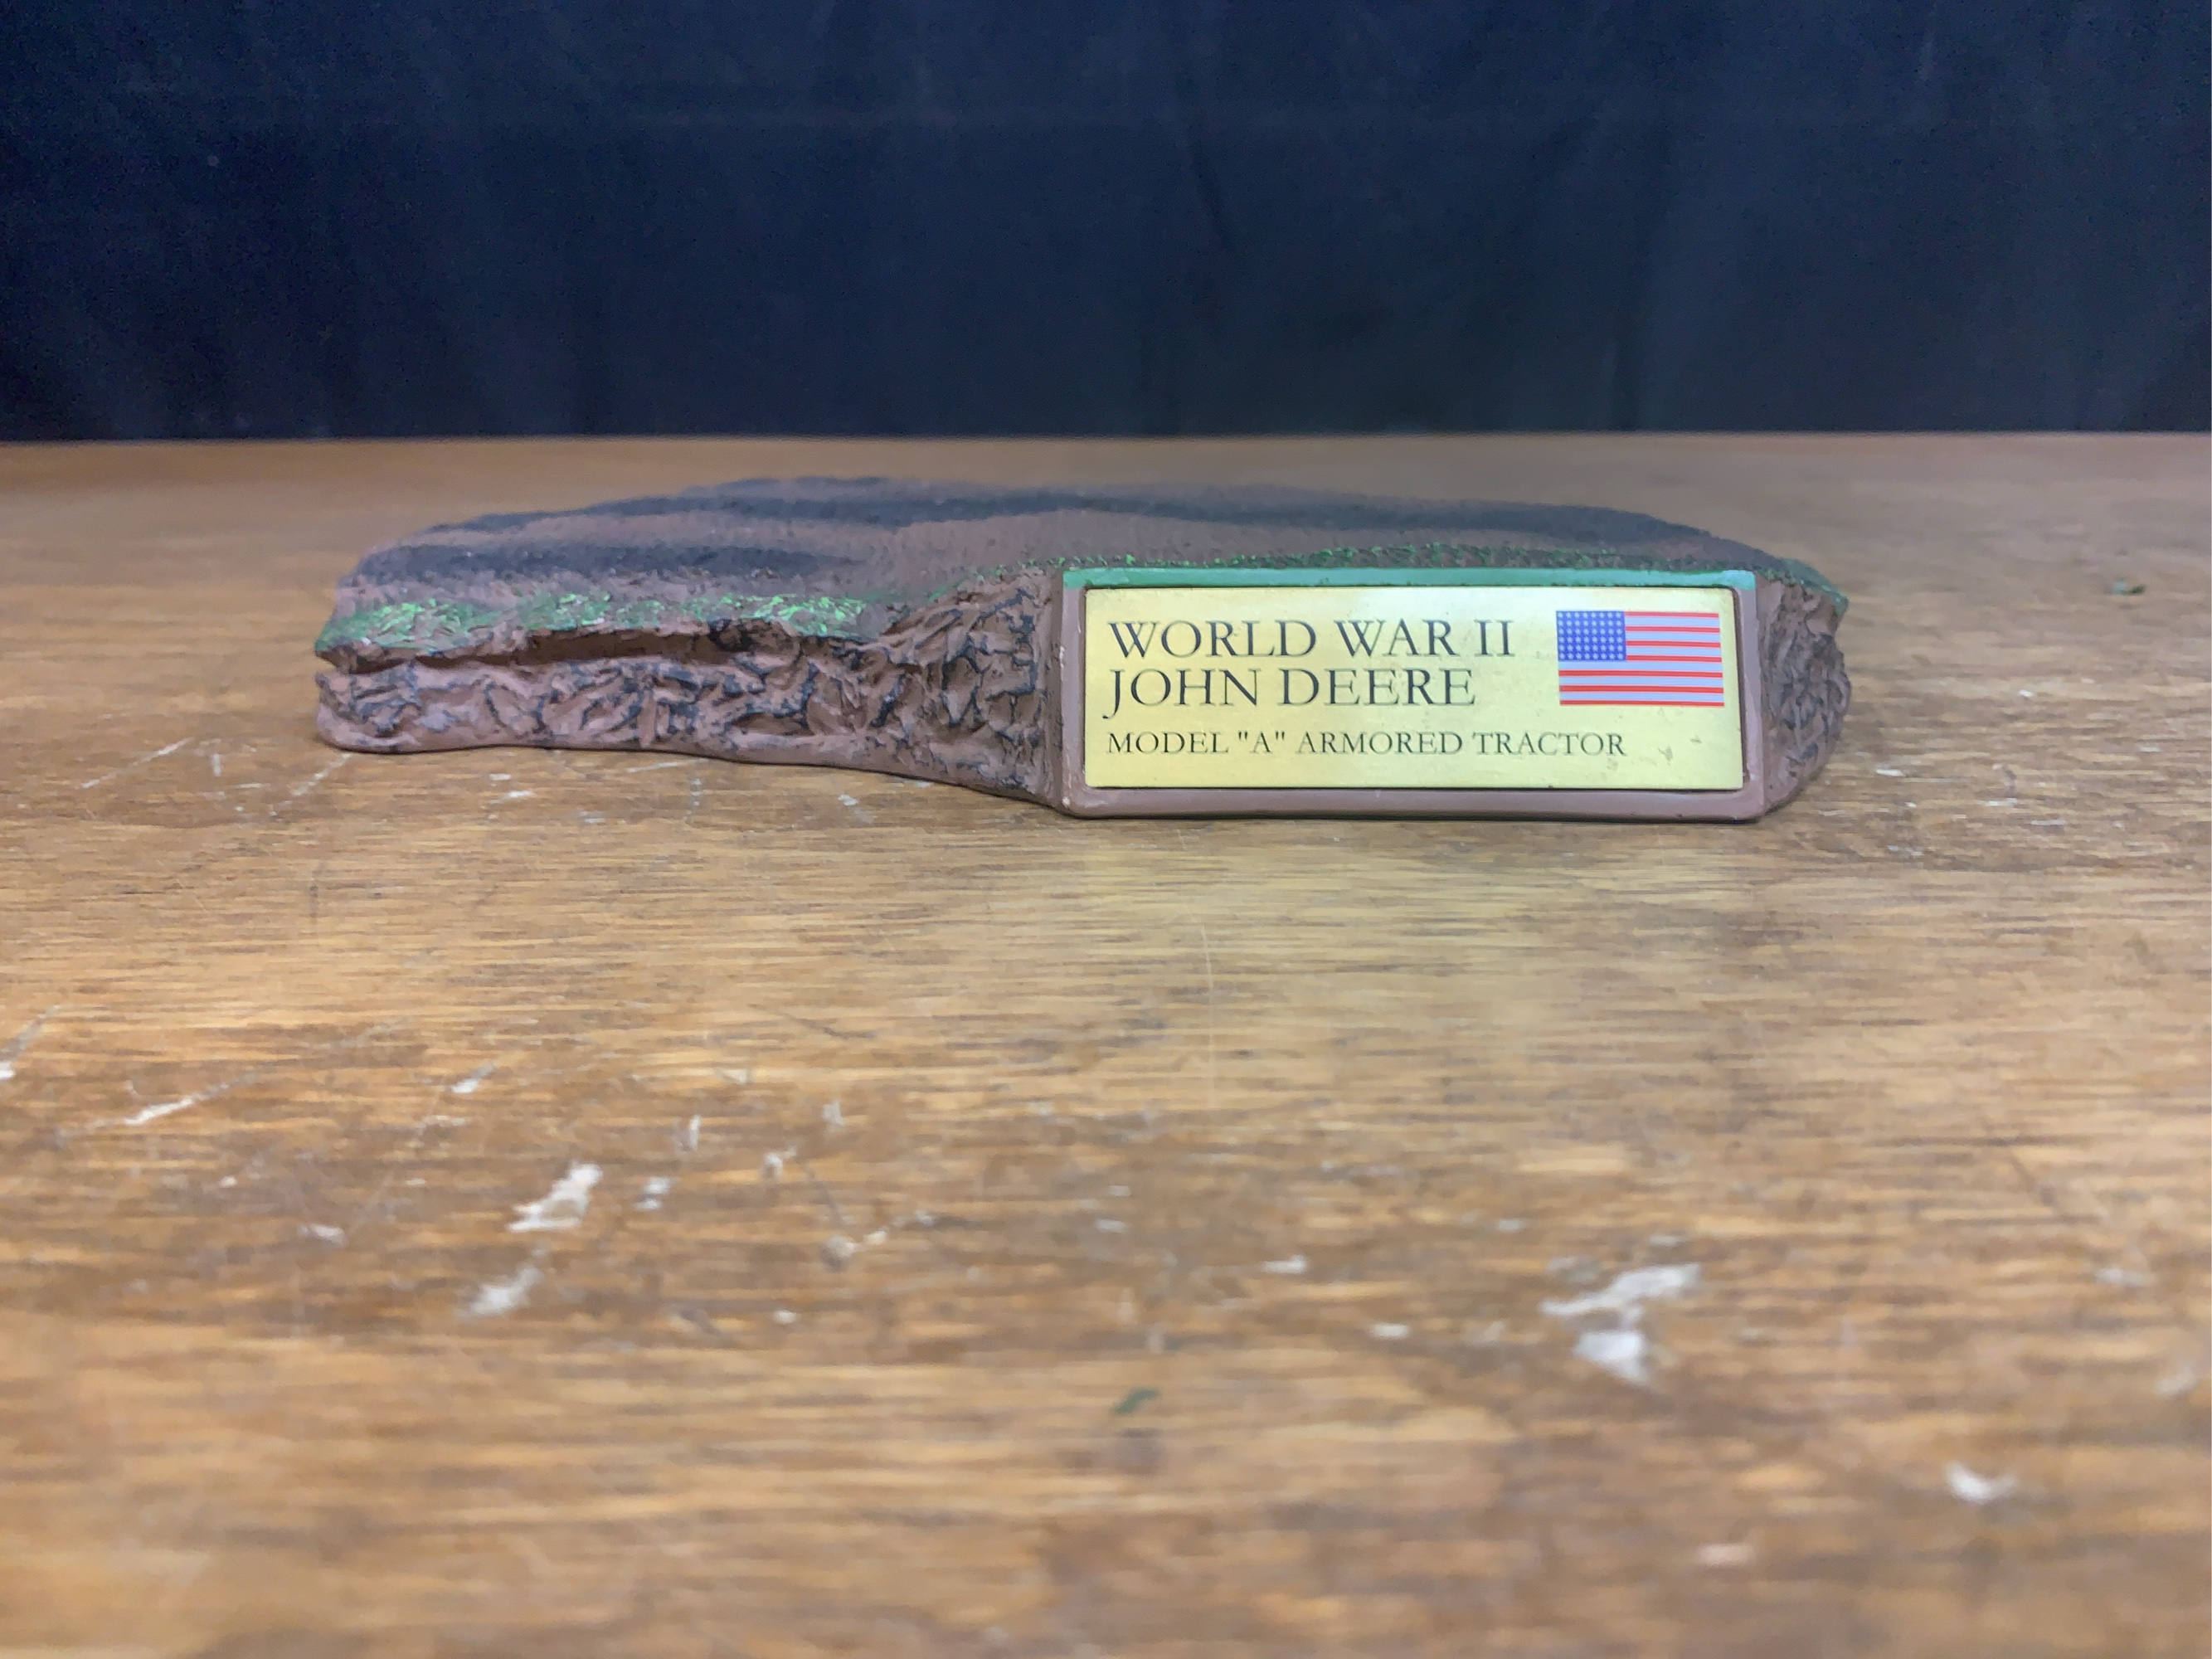 WORLD WAR II
JOHN DEERE
MODEL "A" ARMORED TRACTOR